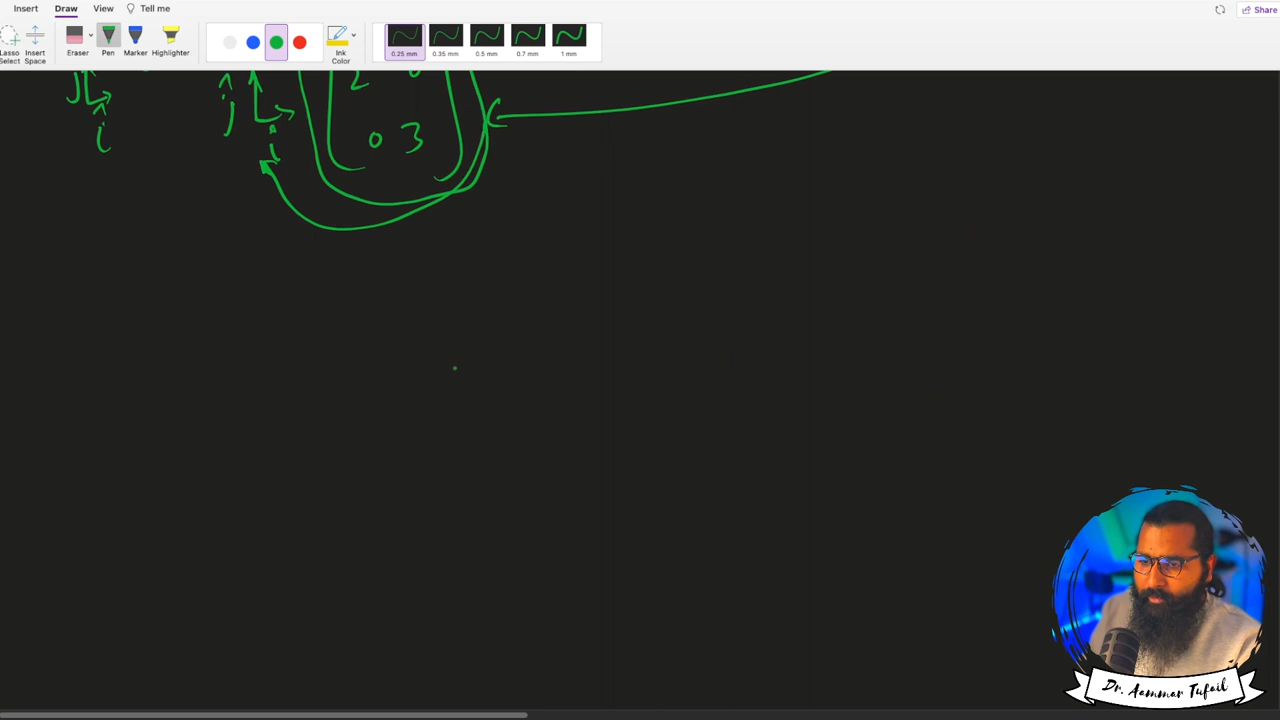 Insert Draw View Tell me
Share
Lasso Select
Insert Space
Eraser
Pen
Marker
Highlighter
Ink Color
0.25 mm
0.35 mm
0.5 mm
0.7 mm
1 mm
j
i
j
i
2 0
0 3
Dr. Aammar Tufail